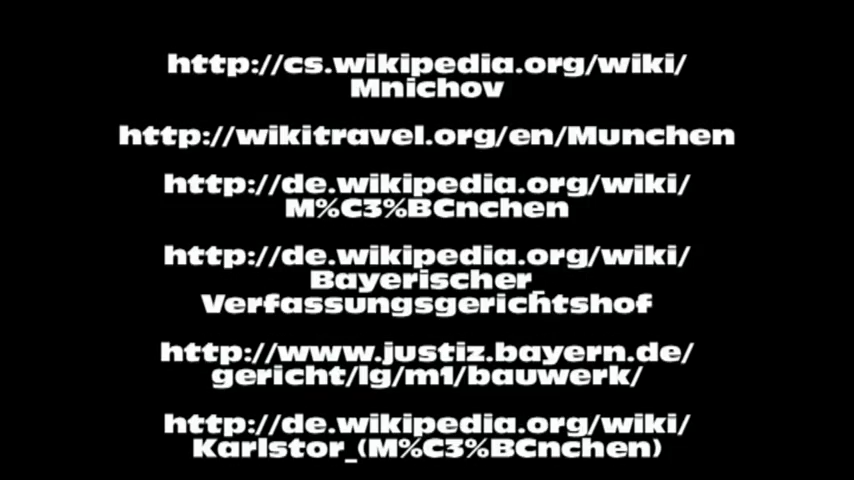 http://cs.wikipedia.org/wiki/
Mnichov
http://wikitravel.org/en/Munchen
http://de.wikipedia.org/wiki/
M%C3%BCnchen
http://de.wikipedia.org/wiki/
Bayerischer_
Verfassungsgerichtshof
http://www.justiz.bayern.de/
gericht/lg/m1/bauwerk/
http://de.wikipedia.org/wiki/
Karlstor_(M%C3%BCnchen)